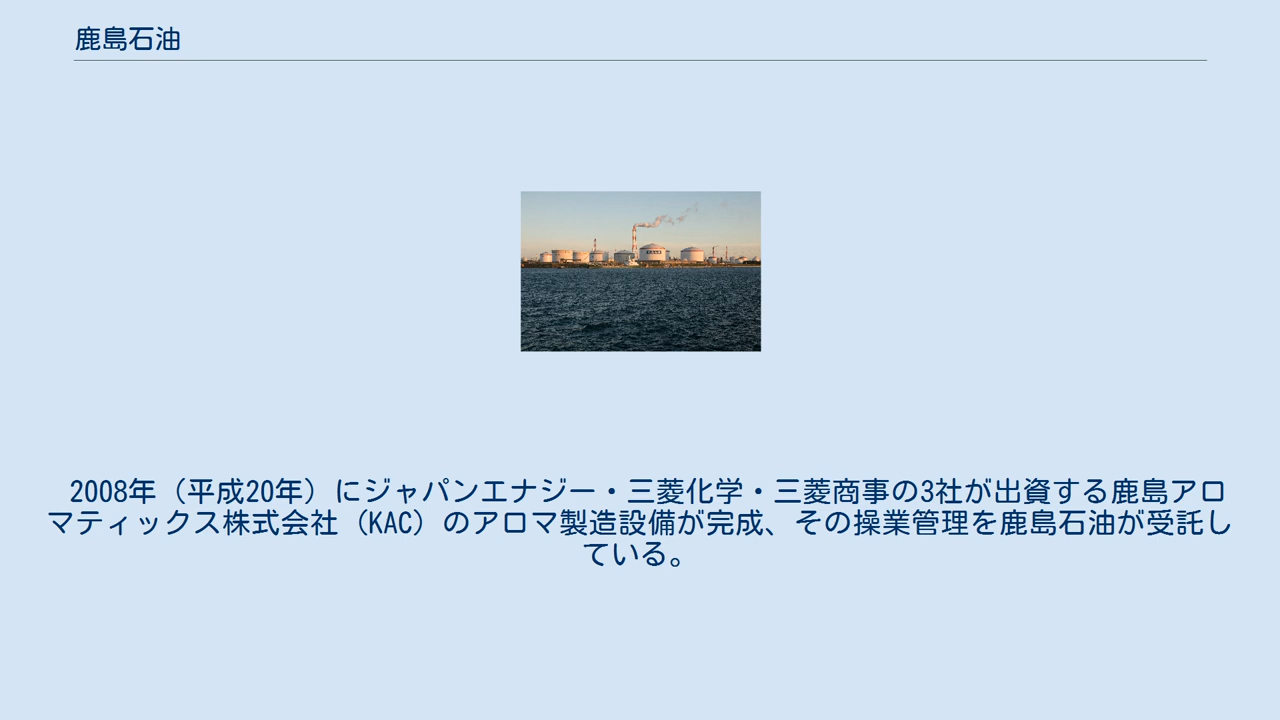 鹿島石油
2008年（平成20年）にジャパンエナジー・三菱化学・三菱商事の3社が出資する鹿島アロ
マティックス株式会社（KAC）のアロマ製造設備が完成、その操業管理を鹿島石油が受託し
ている。